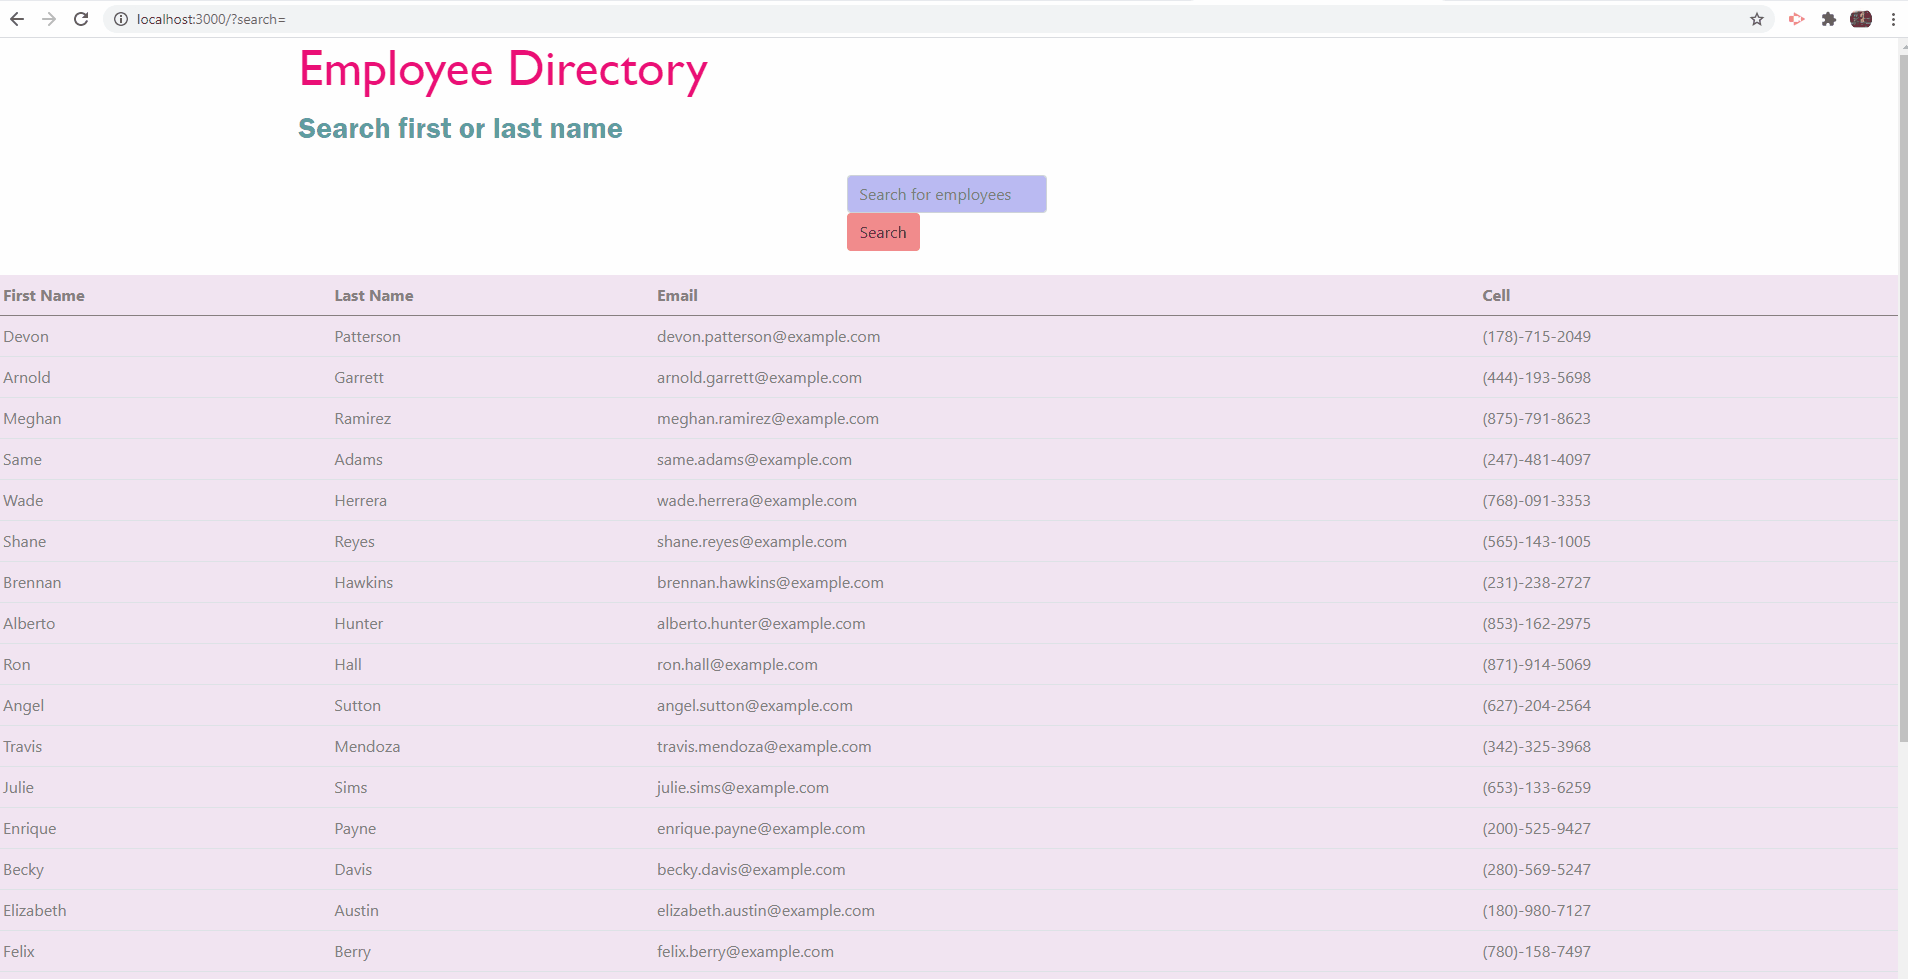 localhost:3000/?search=
Employee Directory
Search first or last name
Search for employees
Search
First Name Last Name Email Cell
Devon Patterson devon.patterson@example.com (178)-715-2049
Arnold Garrett arnold.garrett@example.com (444)-193-5698
Meghan Ramirez meghan.ramirez@example.com (875)-791-8623
Same Adams same.adams@example.com (247)-481-4097
Wade Herrera wade.herrera@example.com (768)-091-3353
Shane Reyes shane.reyes@example.com (565)-143-1005
Brennan Hawkins brennan.hawkins@example.com (231)-238-2727
Alberto Hunter alberto.hunter@example.com (853)-162-2975
Ron Hall ron.hall@example.com (871)-914-5069
Angel Sutton angel.sutton@example.com (627)-204-2564
Travis Mendoza travis.mendoza@example.com (342)-325-3968
Julie Sims julie.sims@example.com (653)-133-6259
Enrique Payne enrique.payne@example.com (200)-525-9427
Becky Davis becky.davis@example.com (280)-569-5247
Elizabeth Austin elizabeth.austin@example.com (180)-980-7127
Felix Berry felix.berry@example.com (780)-158-7497